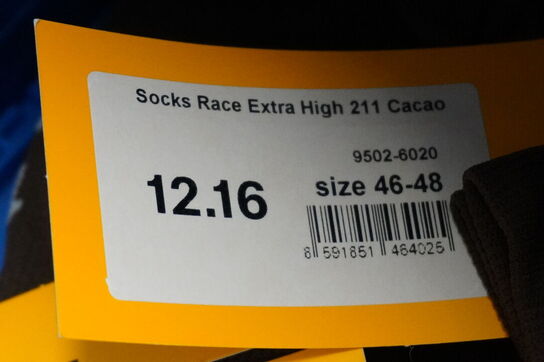 Socks Race Extra High 211 Cacao
9502-6020
12.16
size 46-48
8 591851 464025